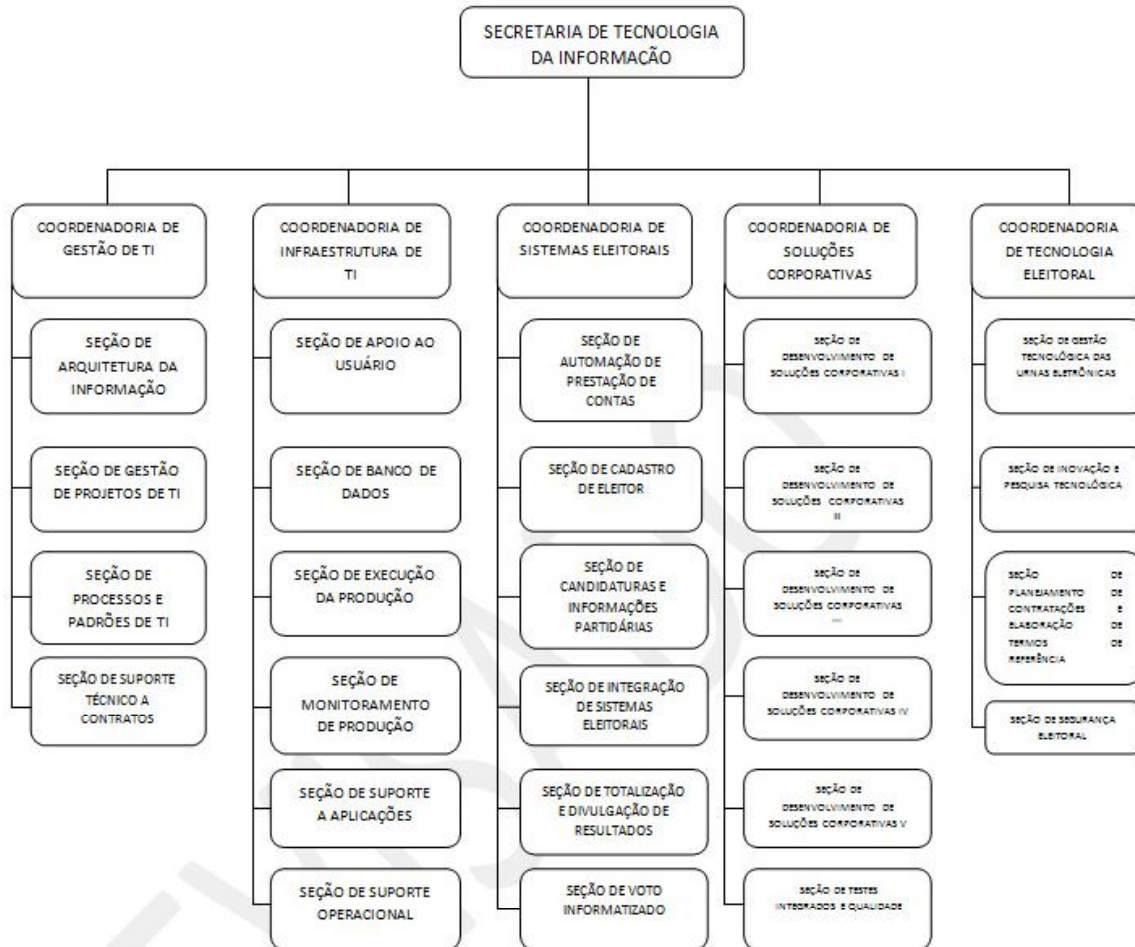 SECRETARIA DE TECNOLOGIA
DA INFORMAÇÃO
COORDENADORIA DE
GESTÃO DE TI
SEÇÃO DE
ARQUITETURA DA
INFORMAÇÃO
SEÇÃO DE GESTÃO
DE PROJETOS DE TI
SEÇÃO DE
PROCESSOS E
PADRÕES DE TI
SEÇÃO DE SUPORTE
TÉCNICO A
CONTRATOS
COORDENADORIA DE
INFRAESTRUTURA DE
TI
SEÇÃO DE APOIO AO
USUÁRIO
SEÇÃO DE BANCO DE
DADOS
SEÇÃO DE EXECUÇÃO
DA PRODUÇÃO
SEÇÃO DE
MONITORAMENTO
DE PRODUÇÃO
SEÇÃO DE SUPORTE
A APLICAÇÕES
SEÇÃO DE SUPORTE
OPERACIONAL
COORDENADORIA DE
SISTEMAS ELEITORAIS
SEÇÃO DE
AUTOMAÇÃO DE
PRESTAÇÃO DE
CONTAS
SEÇÃO DE CADASTRO
DE ELEITOR
SEÇÃO DE
CANDIDATURAS E
INFORMAÇÕES
PARTIDÁRIAS
SEÇÃO DE INTEGRAÇÃO
DE SISTEMAS
ELEITORAIS
SEÇÃO DE TOTALIZAÇÃO
E DIVULGAÇÃO DE
RESULTADOS
SEÇÃO DE VOTO
INFORMATIZADO
COORDENADORIA DE
SOLUÇÕES
CORPORATIVAS
SEÇÃO DE
DESENVOLVIMENTO DE
SOLUÇÕES CORPORATIVAS I
SEÇÃO DE
DESENVOLVIMENTO DE
SOLUÇÕES CORPORATIVAS
SEÇÃO DE
DESENVOLVIMENTO DE
SOLUÇÕES CORPORATIVAS
SEÇÃO DE
DESENVOLVIMENTO DE
SOLUÇÕES CORPORATIVAS IV
SEÇÃO DE
DESENVOLVIMENTO DE
SOLUÇÕES CORPORATIVAS V
SEÇÃO DE TESTES
INTEGRADOS E QUALIDADE
COORDENADORIA
DE TECNOLOGIA
ELEITORAL
SEÇÃO DE GESTÃO
TECNOLÓGICA DAS
URNAS ELETRÔNICAS
SEÇÃO DE INOVAÇÃO E
PESQUISA TECNOLÓGICA
SEÇÃO DE
PLANEJAMENTO DE
CONTRATAÇÕES E
ELABORAÇÃO DE
TERMOS DE
REFERÊNCIA
SEÇÃO DE SEGURANÇA
ELEITORAL